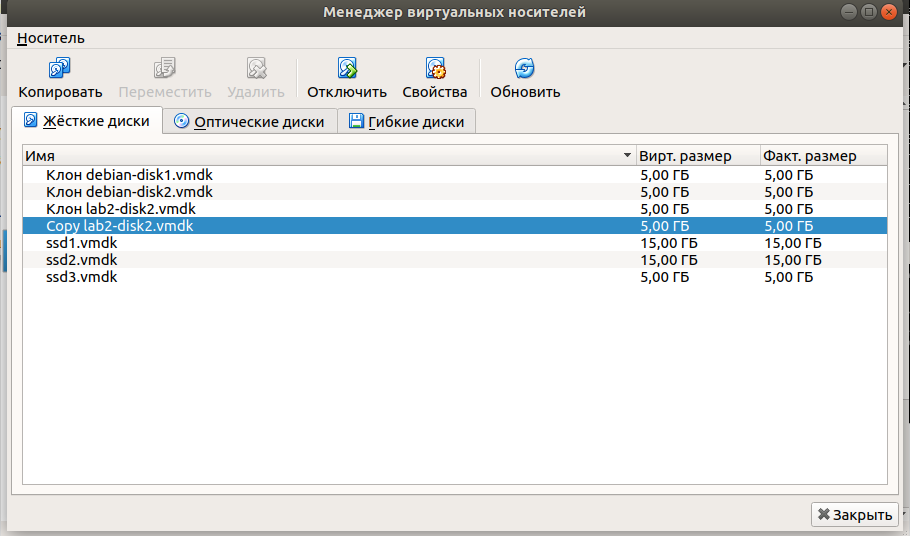 Менеджер виртуальных носителей
Носитель
Копировать Переместить Удалить Отключить Свойства Обновить
Жёсткие диски Оптические диски Гибкие диски
Имя Вирт. размер Факт. размер
Клон debian-disk1.vmdk 5,00 ГБ 5,00 ГБ
Клон debian-disk2.vmdk 5,00 ГБ 5,00 ГБ
Клон lab2-disk2.vmdk 5,00 ГБ 5,00 ГБ
Copy lab2-disk2.vmdk 5,00 ГБ 5,00 ГБ
ssd1.vmdk 15,00 ГБ 15,00 ГБ
ssd2.vmdk 15,00 ГБ 15,00 ГБ
ssd3.vmdk 5,00 ГБ 5,00 ГБ
Закрыть